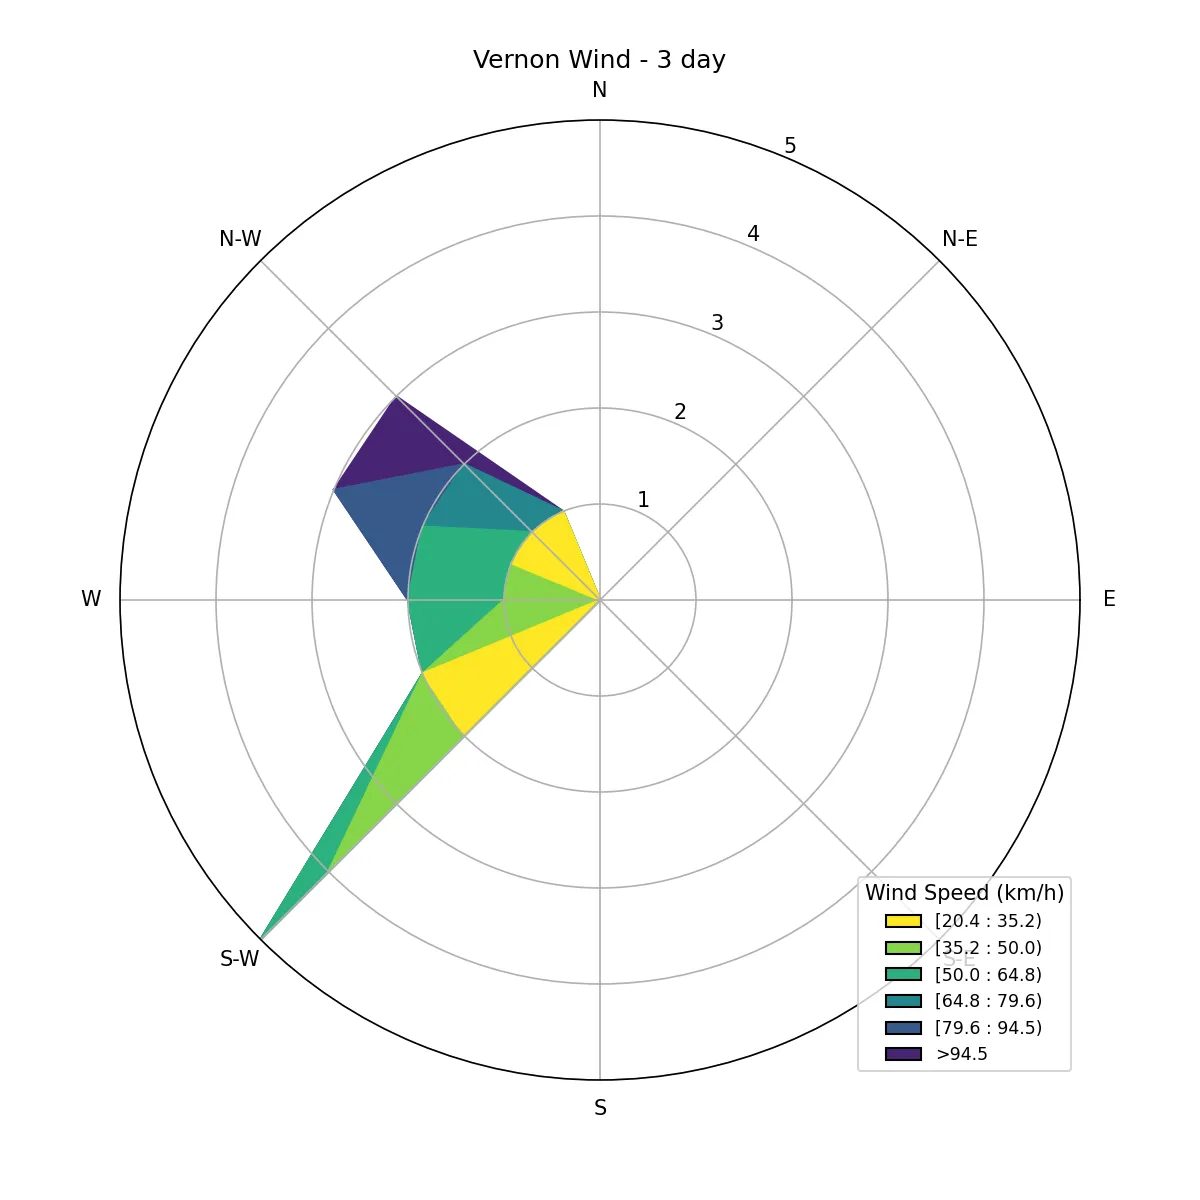 Vernon Wind - 3 day
N
5
N-W
N-E
4
3
2
1
W
E
Wind Speed (km/h)
[20.4 : 35.2)
[35.2 : 50.0)
S-W
S-E
[50.0 : 64.8)
[64.8 : 79.6)
[79.6 : 94.5)
>94.5
S